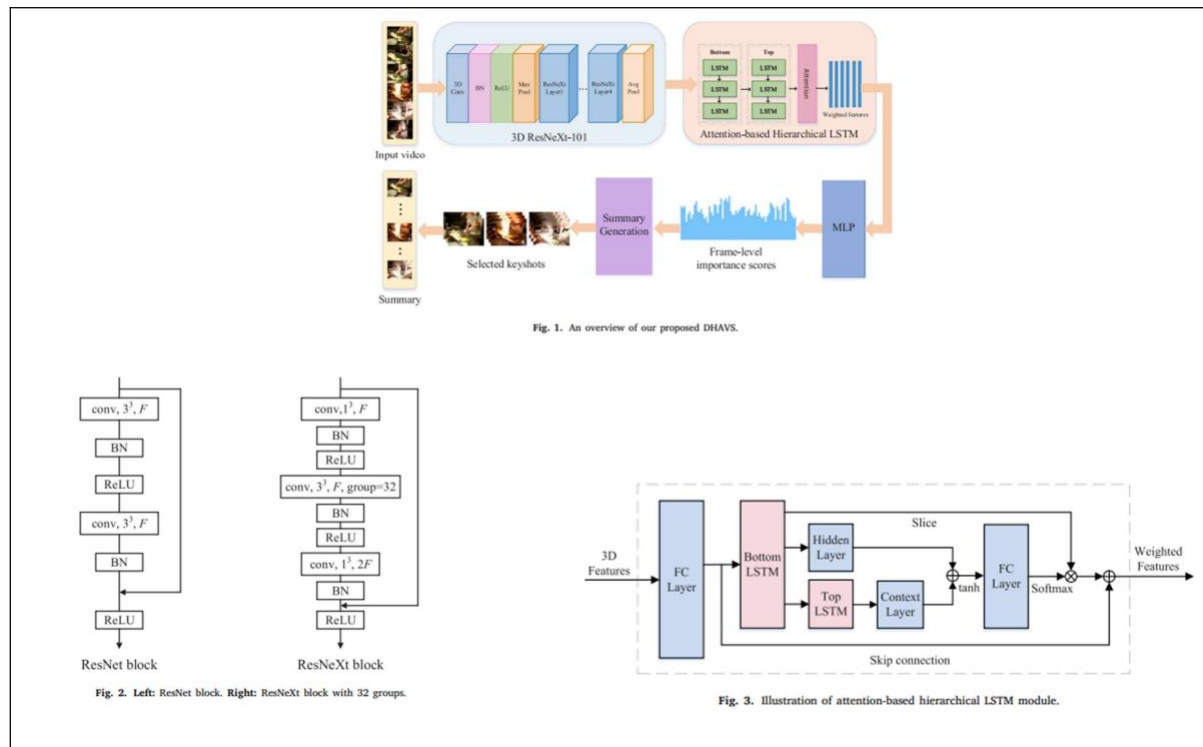 Input video
3D
Conv
BN
ReLU
Max
Pool
ResNeXt
Layer1
...
ResNeXt
Layer4
Avg
Pool
3D ResNeXt-101
Bottom
LSTM
LSTM
LSTM
Top
LSTM
LSTM
LSTM
Attention
Weighted features
Attention-based Hierarchical LSTM
MLP
Frame-level
importance scores
Summary
Generation
Selected keyshots
Summary
Fig. 1. An overview of our proposed DHAVS.
conv, 3³, F
BN
ReLU
conv, 3³, F
BN
ReLU
ResNet block
conv,1³, F
BN
ReLU
conv, 3³, F, group=32
BN
ReLU
conv, 1³, 2F
BN
ReLU
ResNeXt block
Fig. 2. Left: ResNet block. Right: ResNeXt block with 32 groups.
3D
Features
FC
Layer
Bottom
LSTM
Slice
Hidden
Layer
Top
LSTM
Context
Layer
tanh
FC
Layer
Softmax
Weighted
Features
Skip connection
Fig. 3. Illustration of attention-based hierarchical LSTM module.